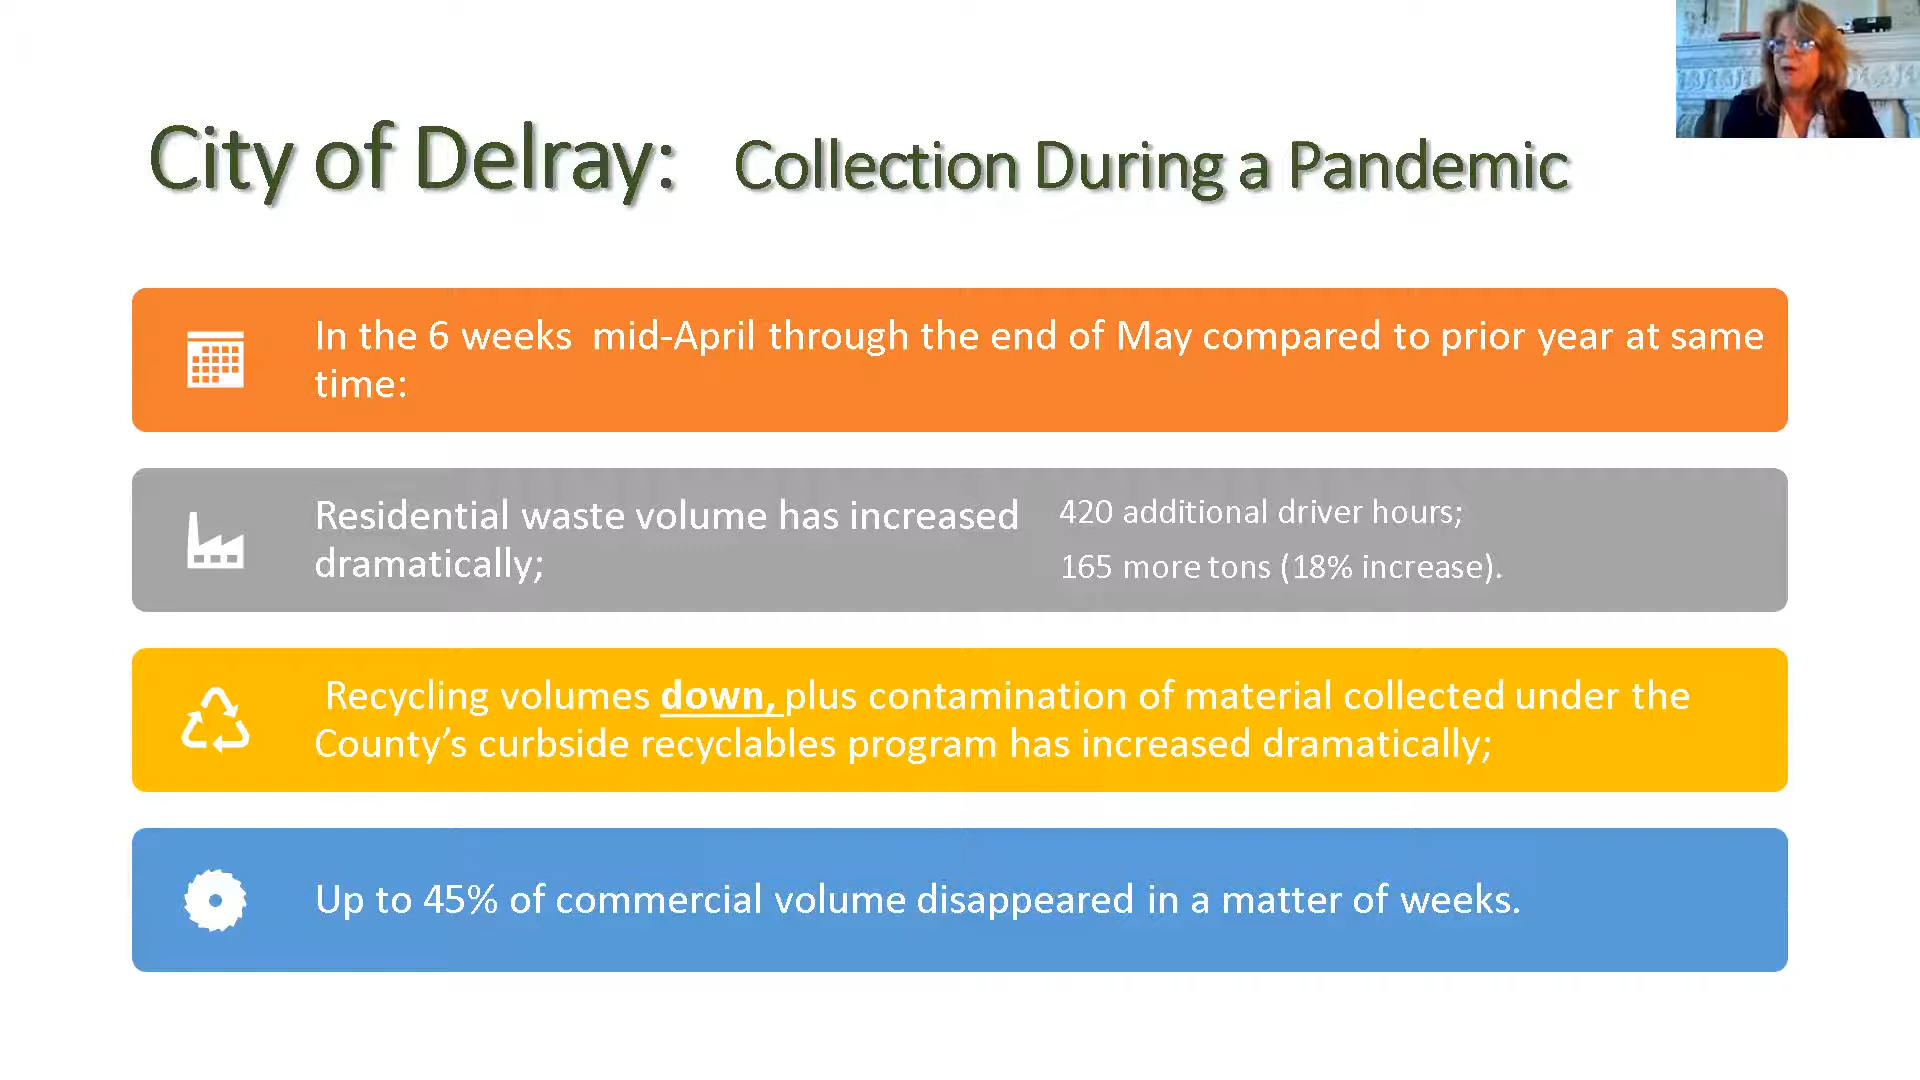 City of Delray: Collection During a Pandemic
In the 6 weeks mid-April through the end of May compared to prior year at same
time:
Residential waste volume has increased
dramatically;
420 additional driver hours;
165 more tons (18% increase).
Recycling volumes down, plus contamination of material collected under the
County’s curbside recyclables program has increased dramatically;
Up to 45% of commercial volume disappeared in a matter of weeks.